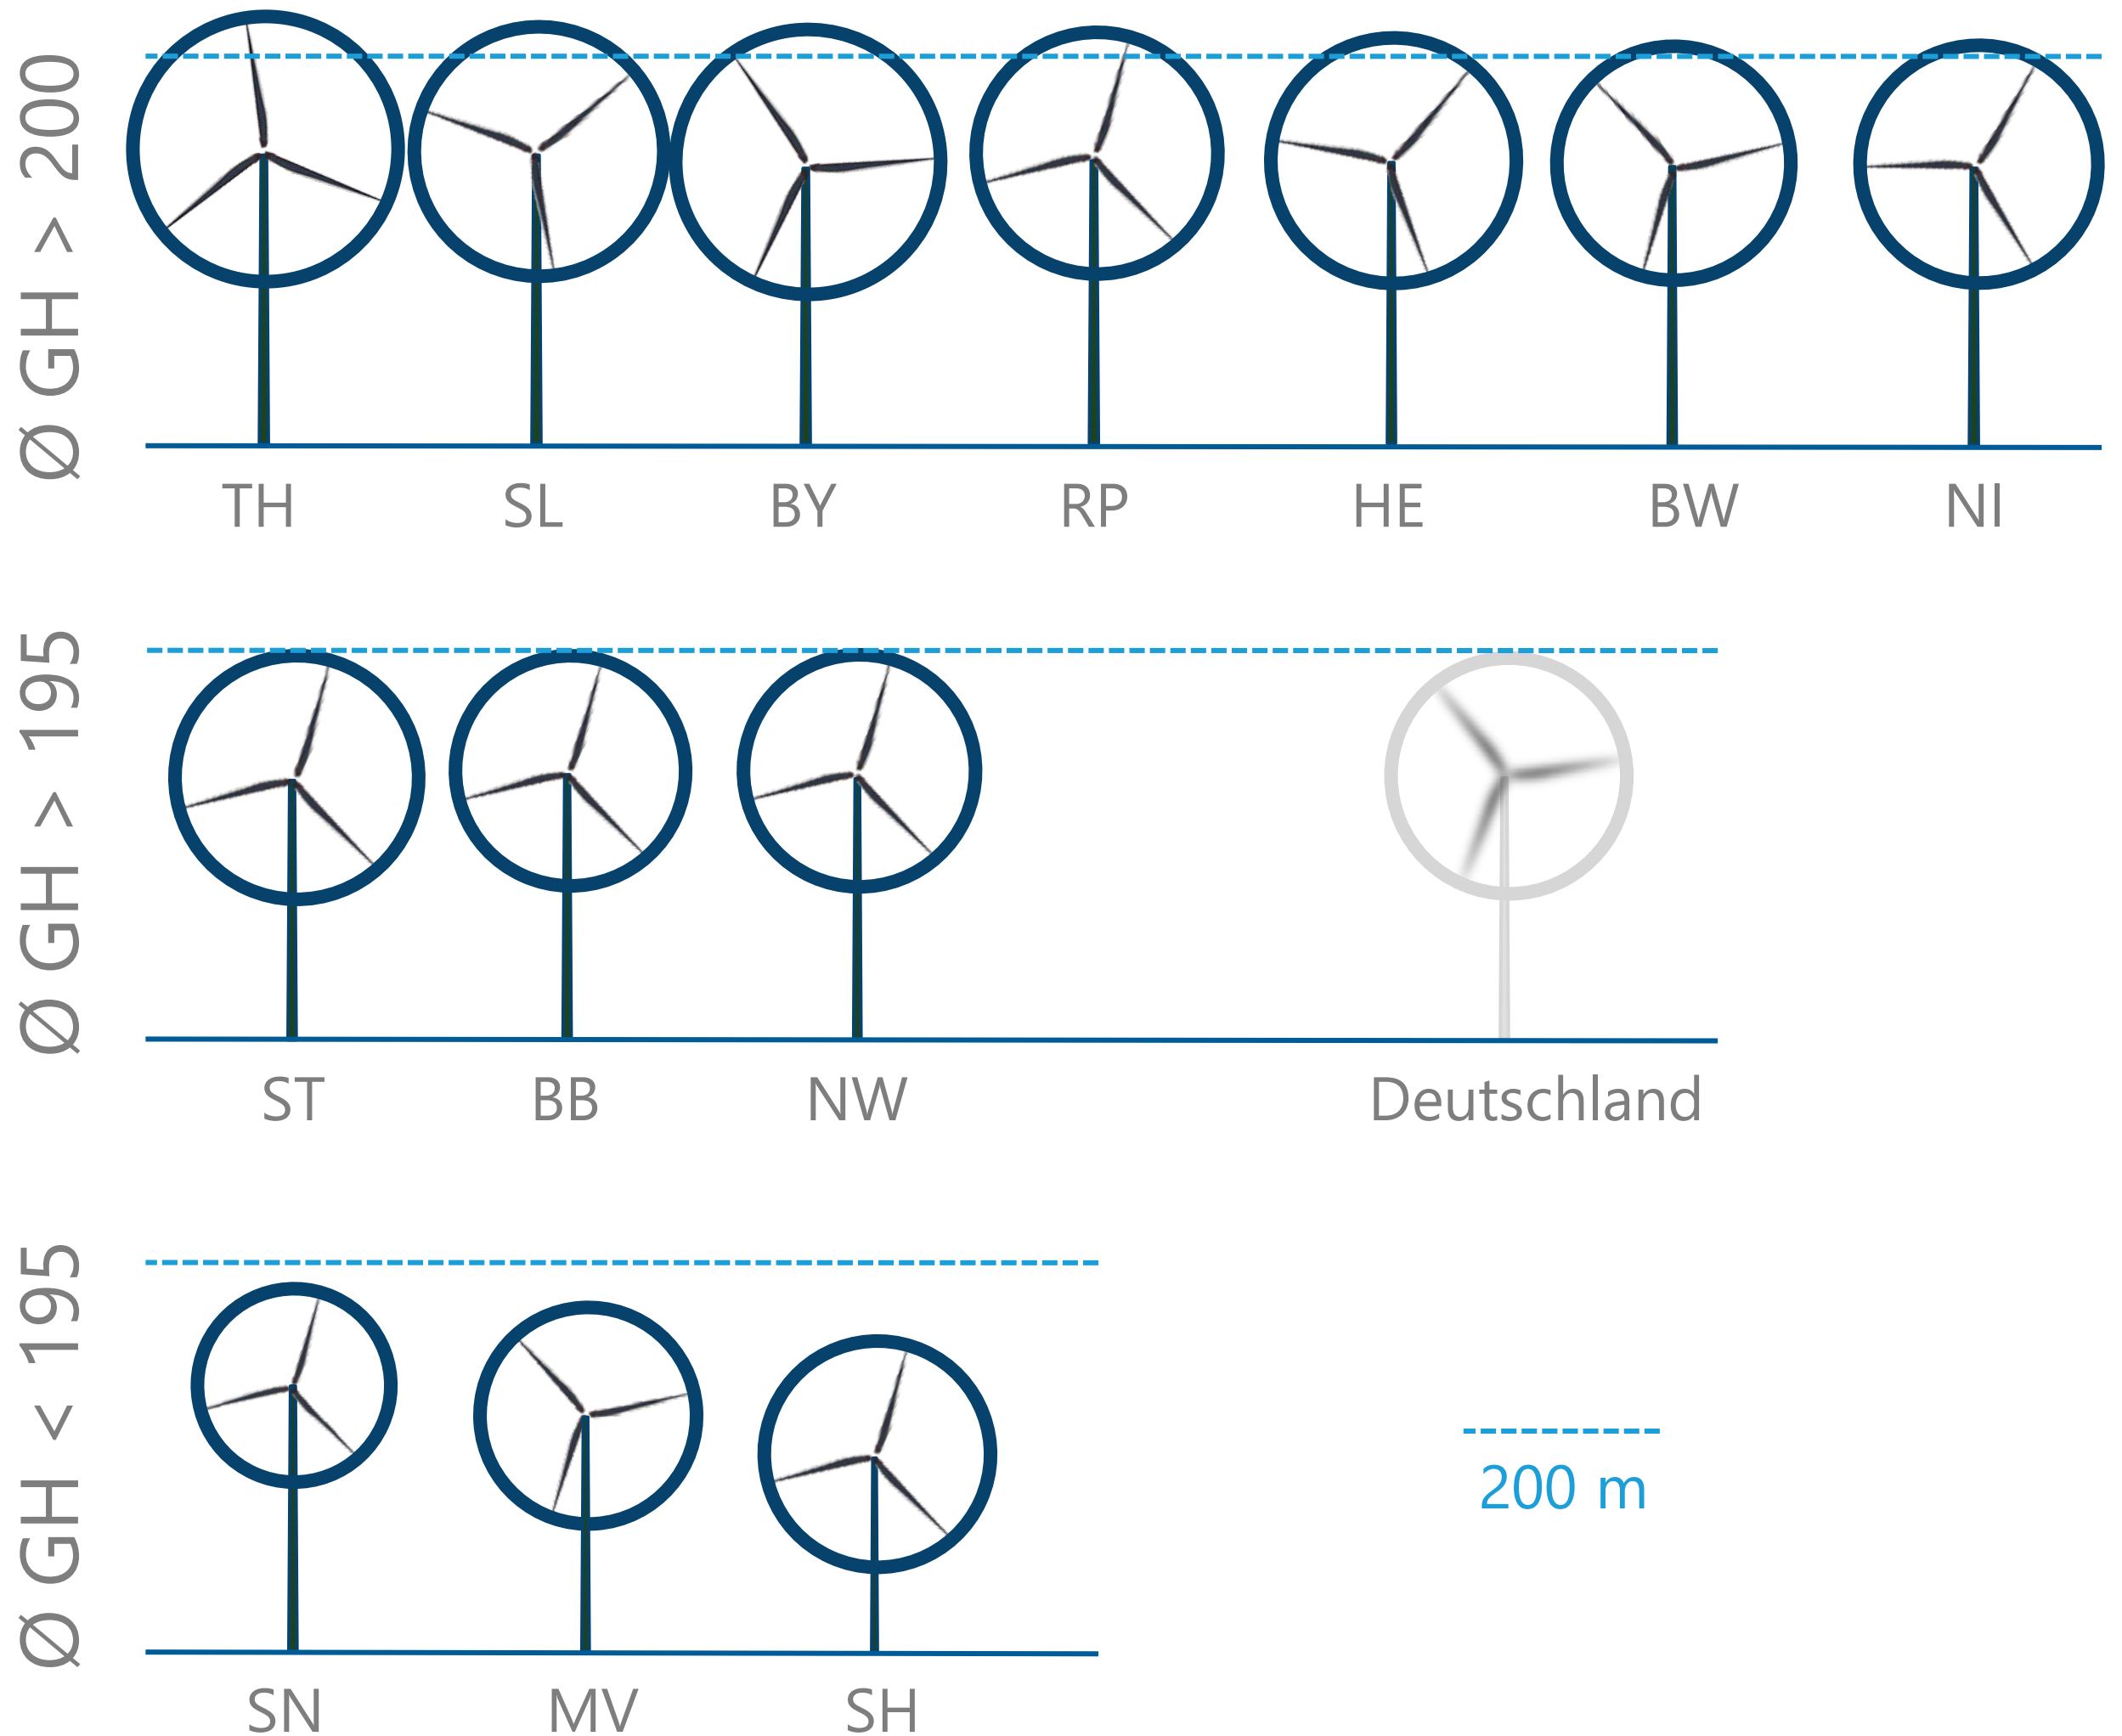 Ø GH > 200
TH
SL
BY
RP
HE
BW
NI
Ø GH > 195
ST
BB
NW
Deutschland
Ø GH < 195
SN
MV
SH
200 m